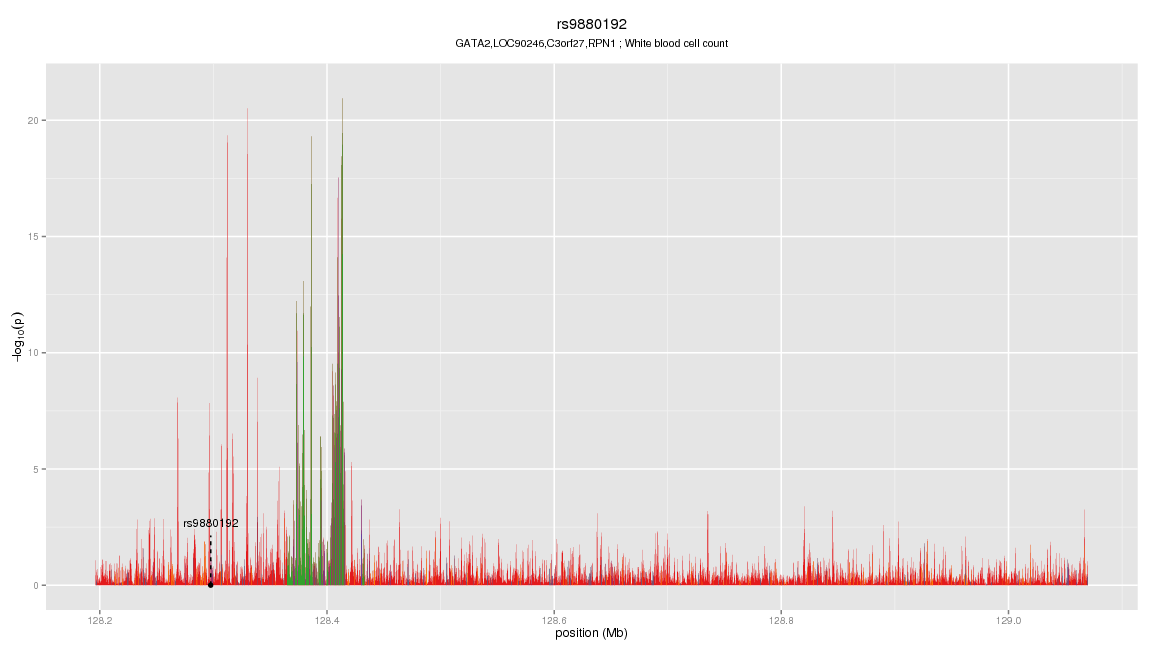 rs9880192
GATA2,LOC90246,C3orf27,RPN1 ; White blood cell count
20
15
10
5
0
−log10(p)
rs9880192
128.2 128.4 128.6 128.8 129.0
position (Mb)